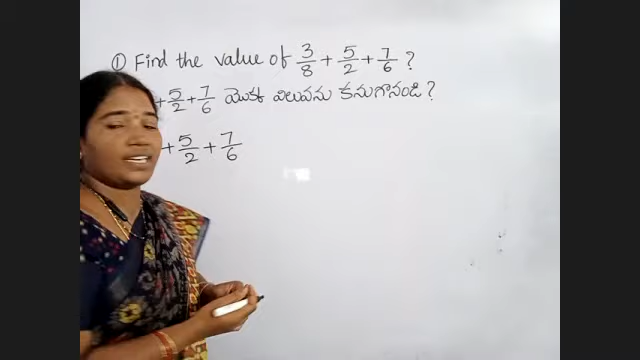 ① Find the value of 3/8 + 5/2 + 7/6 ?
+ 5/2 + 7/6 మొక్క విలువను కనుగొనండి ?
+ 5/2 + 7/6